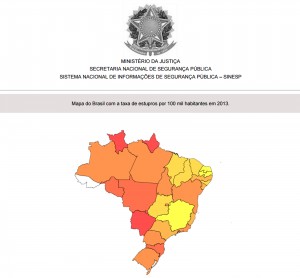 MINISTÉRIO DA JUSTIÇA
SECRETARIA NACIONAL DE SEGURANÇA PÚBLICA
SISTEMA NACIONAL DE INFORMAÇÕES DE SEGURANÇA PÚBLICA – SINESP
Mapa do Brasil com a taxa de estupros por 100 mil habitantes em 2013.